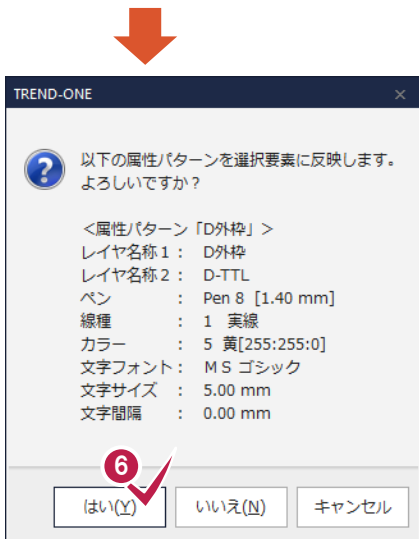 TREND-ONE
以下の属性パターンを選択要素に反映します。
よろしいですか？
＜属性パターン「D外枠」＞
レイヤ名称１： D外枠
レイヤ名称２： D-TTL
ペン ： Pen 8 [1.40 mm]
線種 ： 1 実線
カラー ： 5 黄[255:255:0]
文字フォント： ＭＳ ゴシック
文字サイズ ： 5.00 mm
文字間隔 ： 0.00 mm
6
はい(Y) いいえ(N) キャンセル